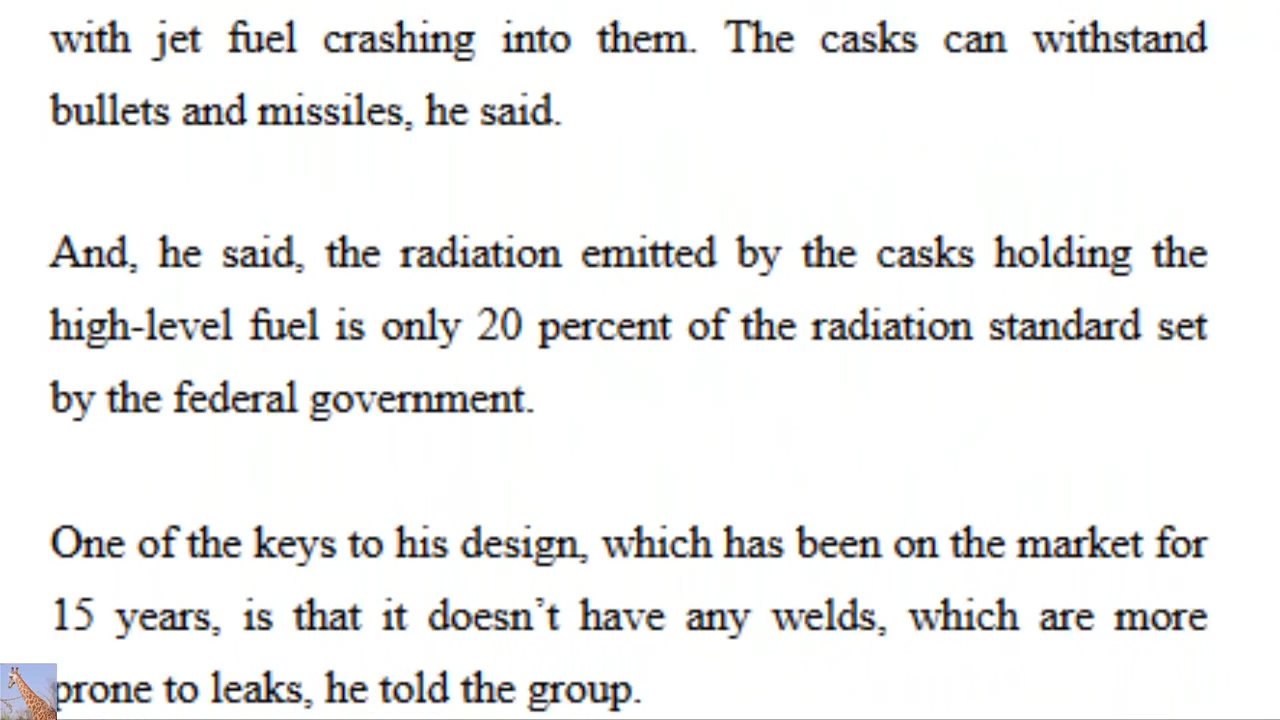 with jet fuel crashing into them. The casks can withstand
bullets and missiles, he said.
And, he said, the radiation emitted by the casks holding the
high-level fuel is only 20 percent of the radiation standard set
by the federal government.
One of the keys to his design, which has been on the market for
15 years, is that it doesn’t have any welds, which are more
prone to leaks, he told the group.